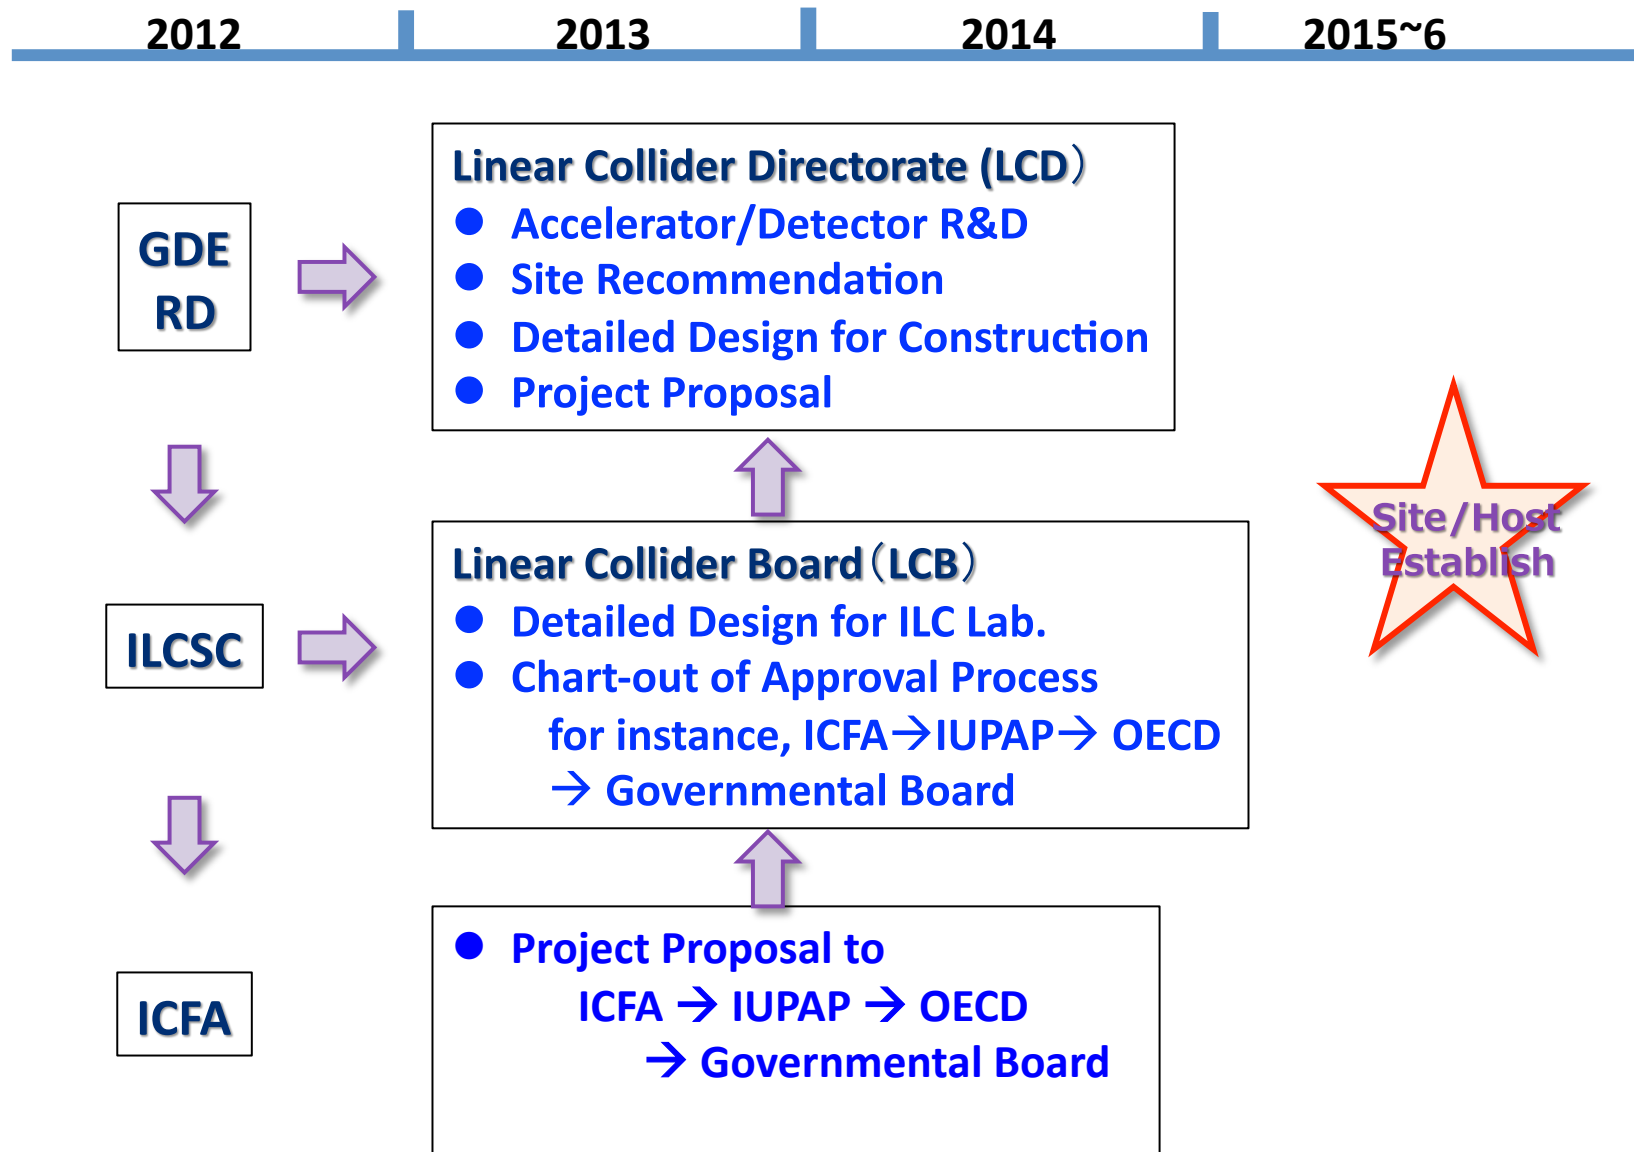 2012 2013 2014 2015~6
GDE
RD
Linear Collider Directorate (LCD）
● Accelerator/Detector R&D
● Site Recommendation
● Detailed Design for Construction
● Project Proposal
Site/Host
Establish
ILCSC
Linear Collider Board（LCB）
● Detailed Design for ILC Lab.
● Chart-out of Approval Process
for instance, ICFA→IUPAP→ OECD
→ Governmental Board
ICFA
● Project Proposal to
ICFA → IUPAP → OECD
→ Governmental Board